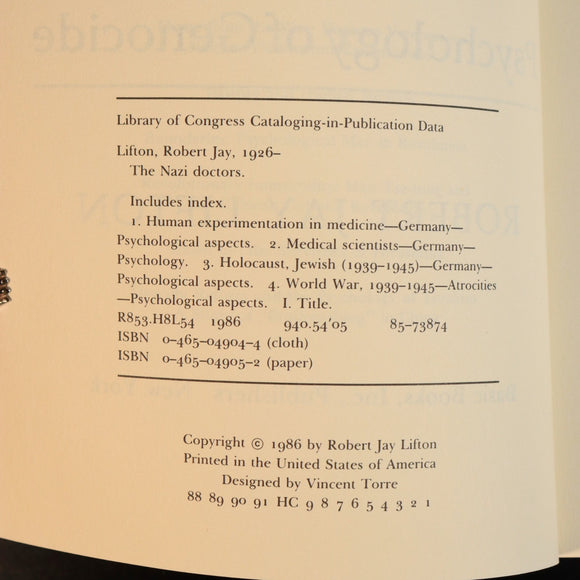 Library of Congress Cataloging-in-Publication Data
Lifton, Robert Jay, 1926–
The Nazi doctors.
Includes index.
1. Human experimentation in medicine—Germany—
Psychological aspects. 2. Medical scientists—Germany—
Psychology. 3. Holocaust, Jewish (1939–1945)—Germany—
Psychological aspects. 4. World War, 1939–1945—Atrocities
—Psychological aspects. I. Title.
R853.H8L54 1986 940.54'05 85-73874
ISBN 0-465-04904-4 (cloth)
ISBN 0-465-04905-2 (paper)
Copyright © 1986 by Robert Jay Lifton
Printed in the United States of America
Designed by Vincent Torre
88 89 90 91 HC 9 8 7 6 5 4 3 2 1